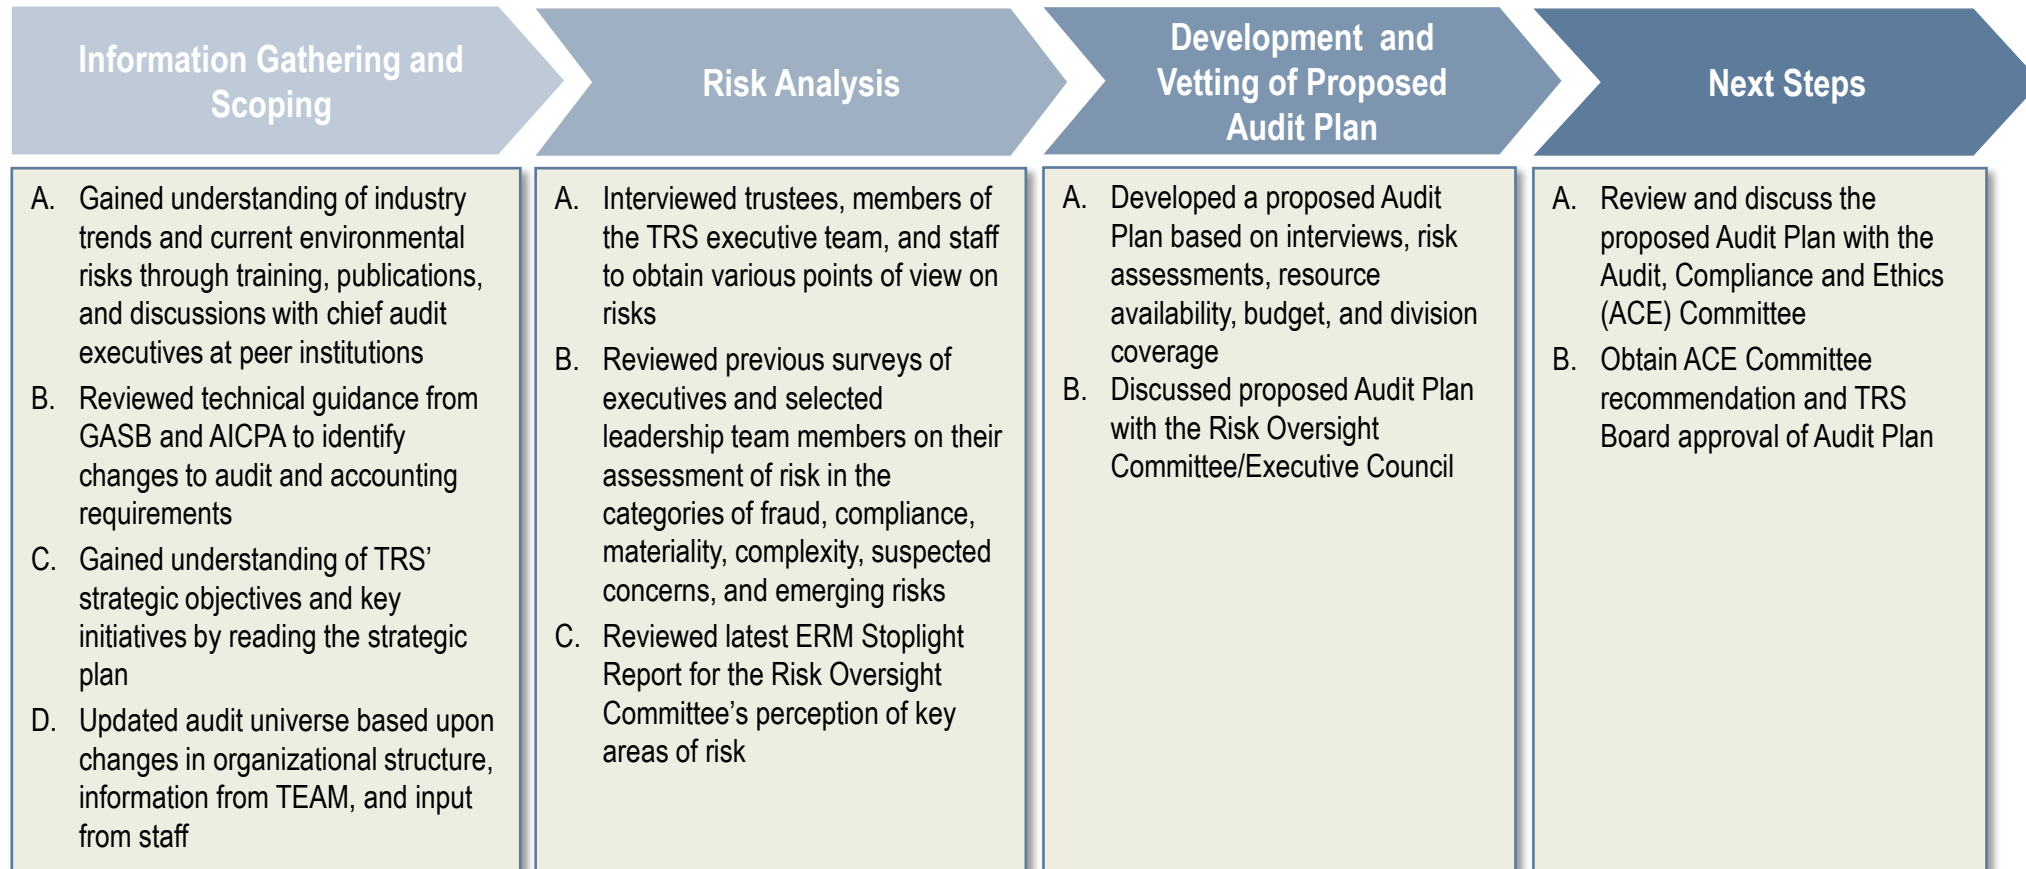 Information Gathering and
Scoping
A. Gained understanding of industry
trends and current environmental
risks through training, publications,
and discussions with chief audit
executives at peer institutions
B. Reviewed technical guidance from
GASB and AICPA to identify
changes to audit and accounting
requirements
C. Gained understanding of TRS’
strategic objectives and key
initiatives by reading the strategic
plan
D. Updated audit universe based upon
changes in organizational structure,
information from TEAM, and input
from staff
Risk Analysis
A. Interviewed trustees, members of
the TRS executive team, and staff
to obtain various points of view on
risks
B. Reviewed previous surveys of
executives and selected
leadership team members on their
assessment of risk in the
categories of fraud, compliance,
materiality, complexity, suspected
concerns, and emerging risks
C. Reviewed latest ERM Stoplight
Report for the Risk Oversight
Committee’s perception of key
areas of risk
Development and
Vetting of Proposed
Audit Plan
A. Developed a proposed Audit
Plan based on interviews, risk
assessments, resource
availability, budget, and division
coverage
B. Discussed proposed Audit Plan
with the Risk Oversight
Committee/Executive Council
Next Steps
A. Review and discuss the
proposed Audit Plan with the
Audit, Compliance and Ethics
(ACE) Committee
B. Obtain ACE Committee
recommendation and TRS
Board approval of Audit Plan